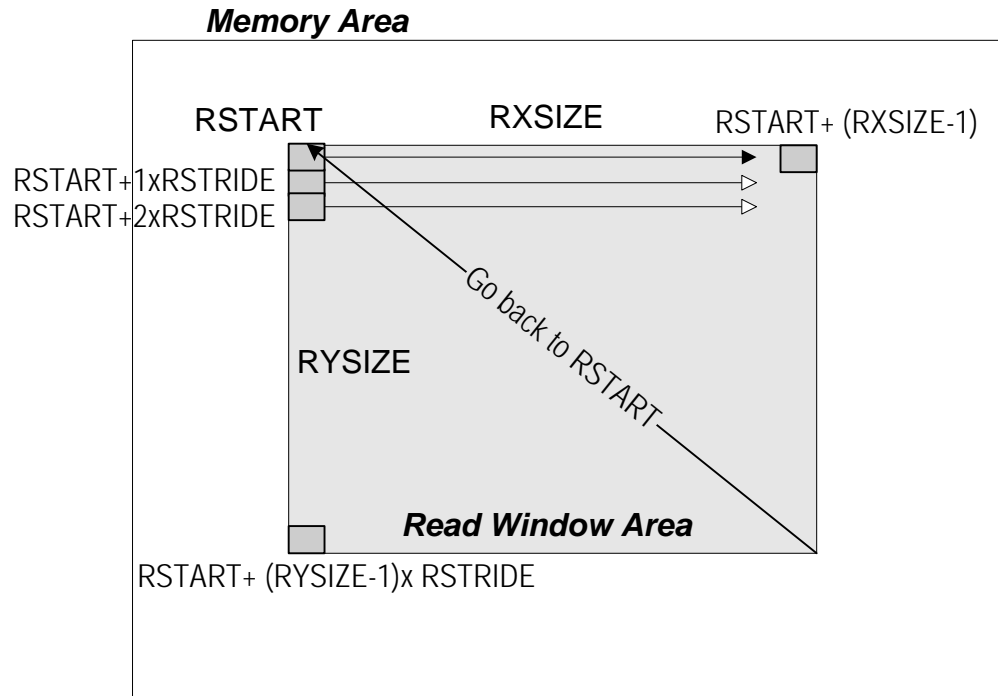 Memory Area
RSTART
RXSIZE
RSTART+ (RXSIZE-1)
RSTART+1xRSTRIDE
RSTART+2xRSTRIDE
Go back to RSTART
RYSIZE
Read Window Area
RSTART+ (RYSIZE-1)x RSTRIDE